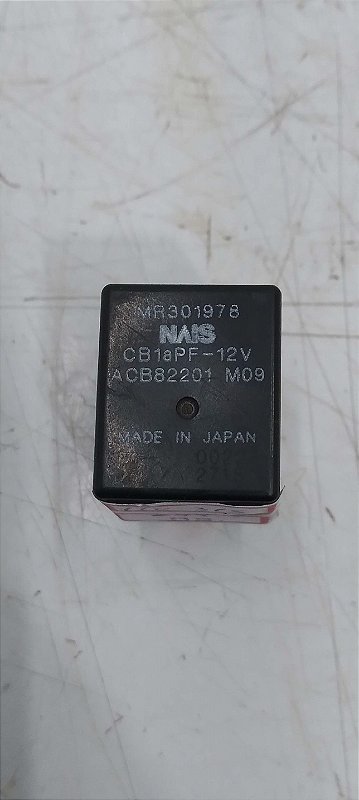 MR301978
NAIS
CB1aPF-12V
ACB82201 M09
MADE IN JAPAN